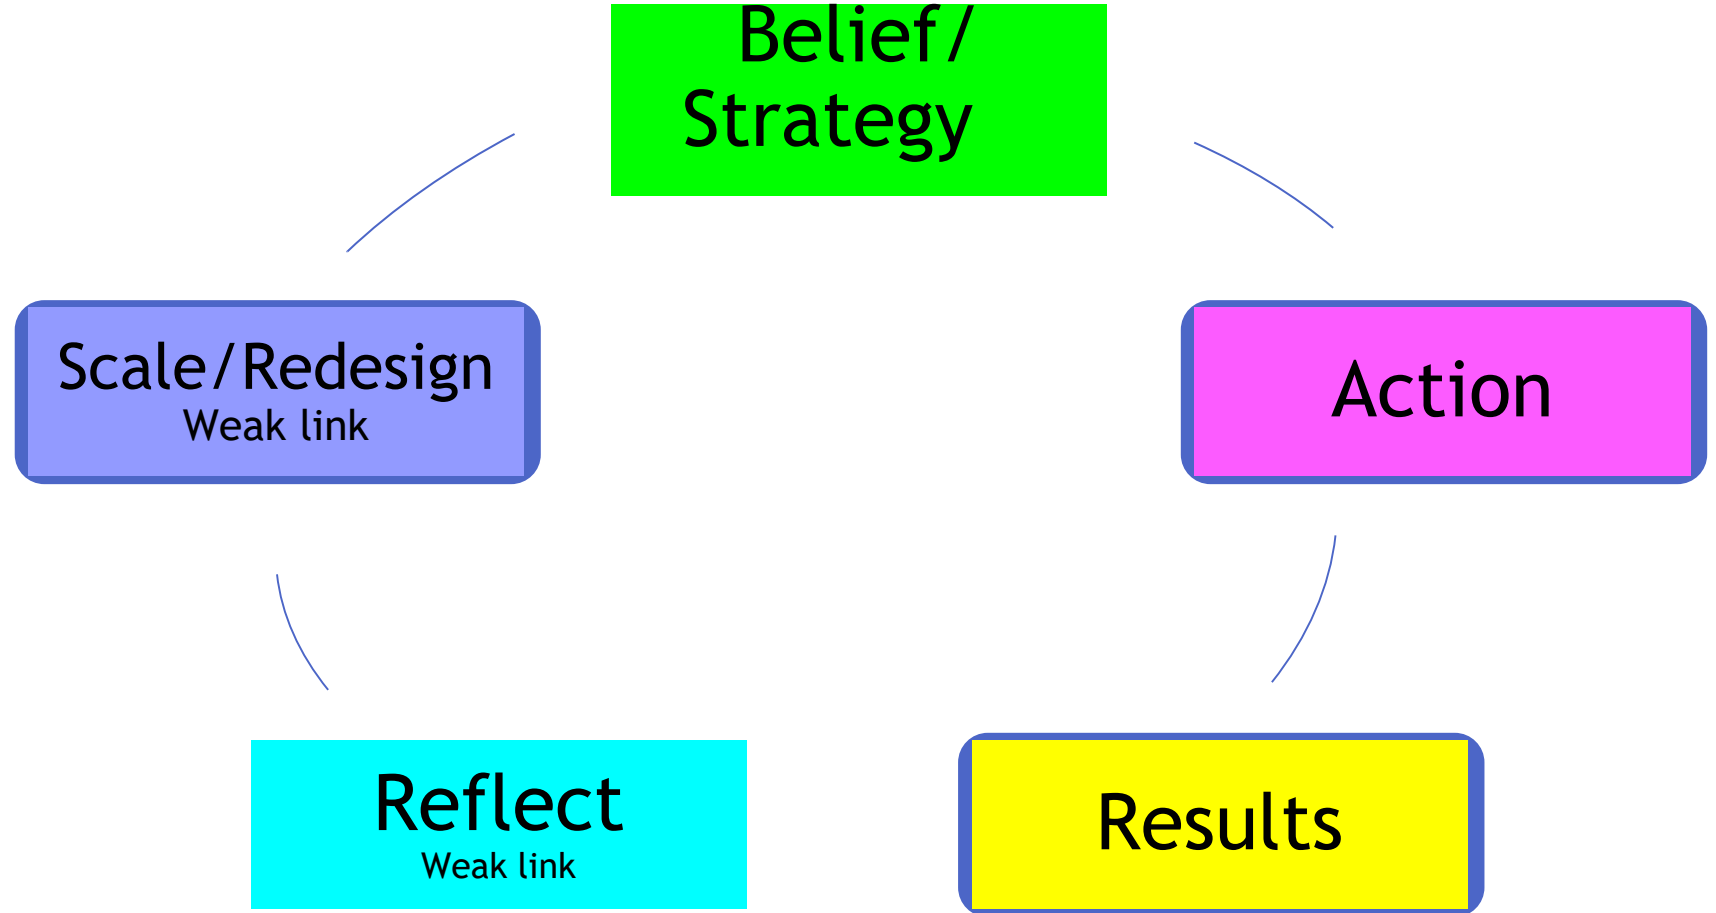 Belief/
Strategy
Action
Results
Reflect
Weak link
Scale/Redesign
Weak link